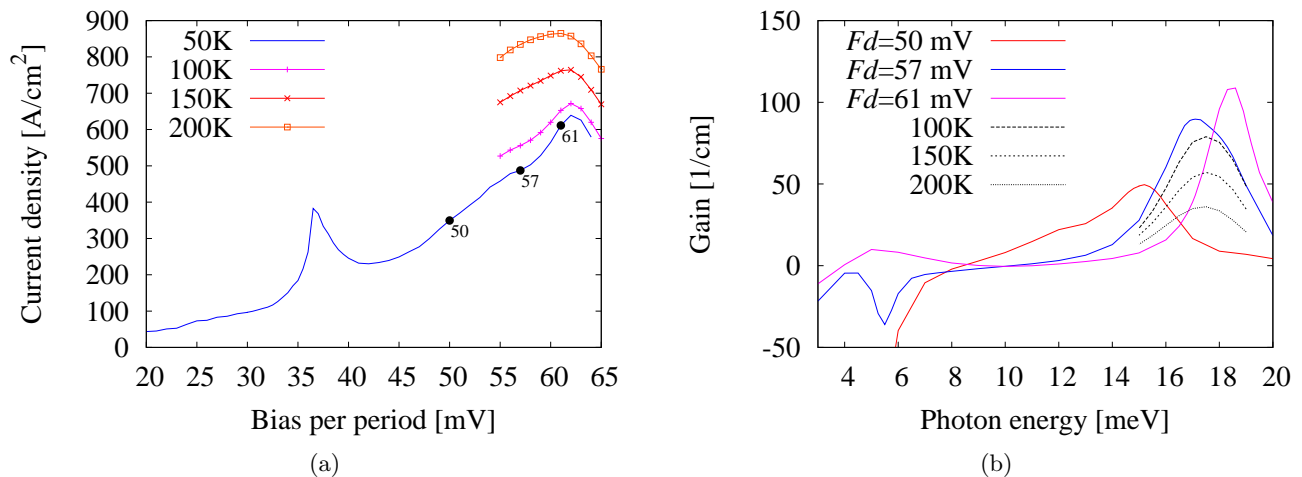 900
800
700
600
500
400
300
200
100
0
Current density [A/cm²]
50K
100K
150K
200K
50
57
61
20 25 30 35 40 45 50 55 60 65
Bias per period [mV]
(a)
150
100
50
0
-50
Gain [1/cm]
Fd=50 mV
Fd=57 mV
Fd=61 mV
100K
150K
200K
4 6 8 10 12 14 16 18 20
Photon energy [meV]
(b)